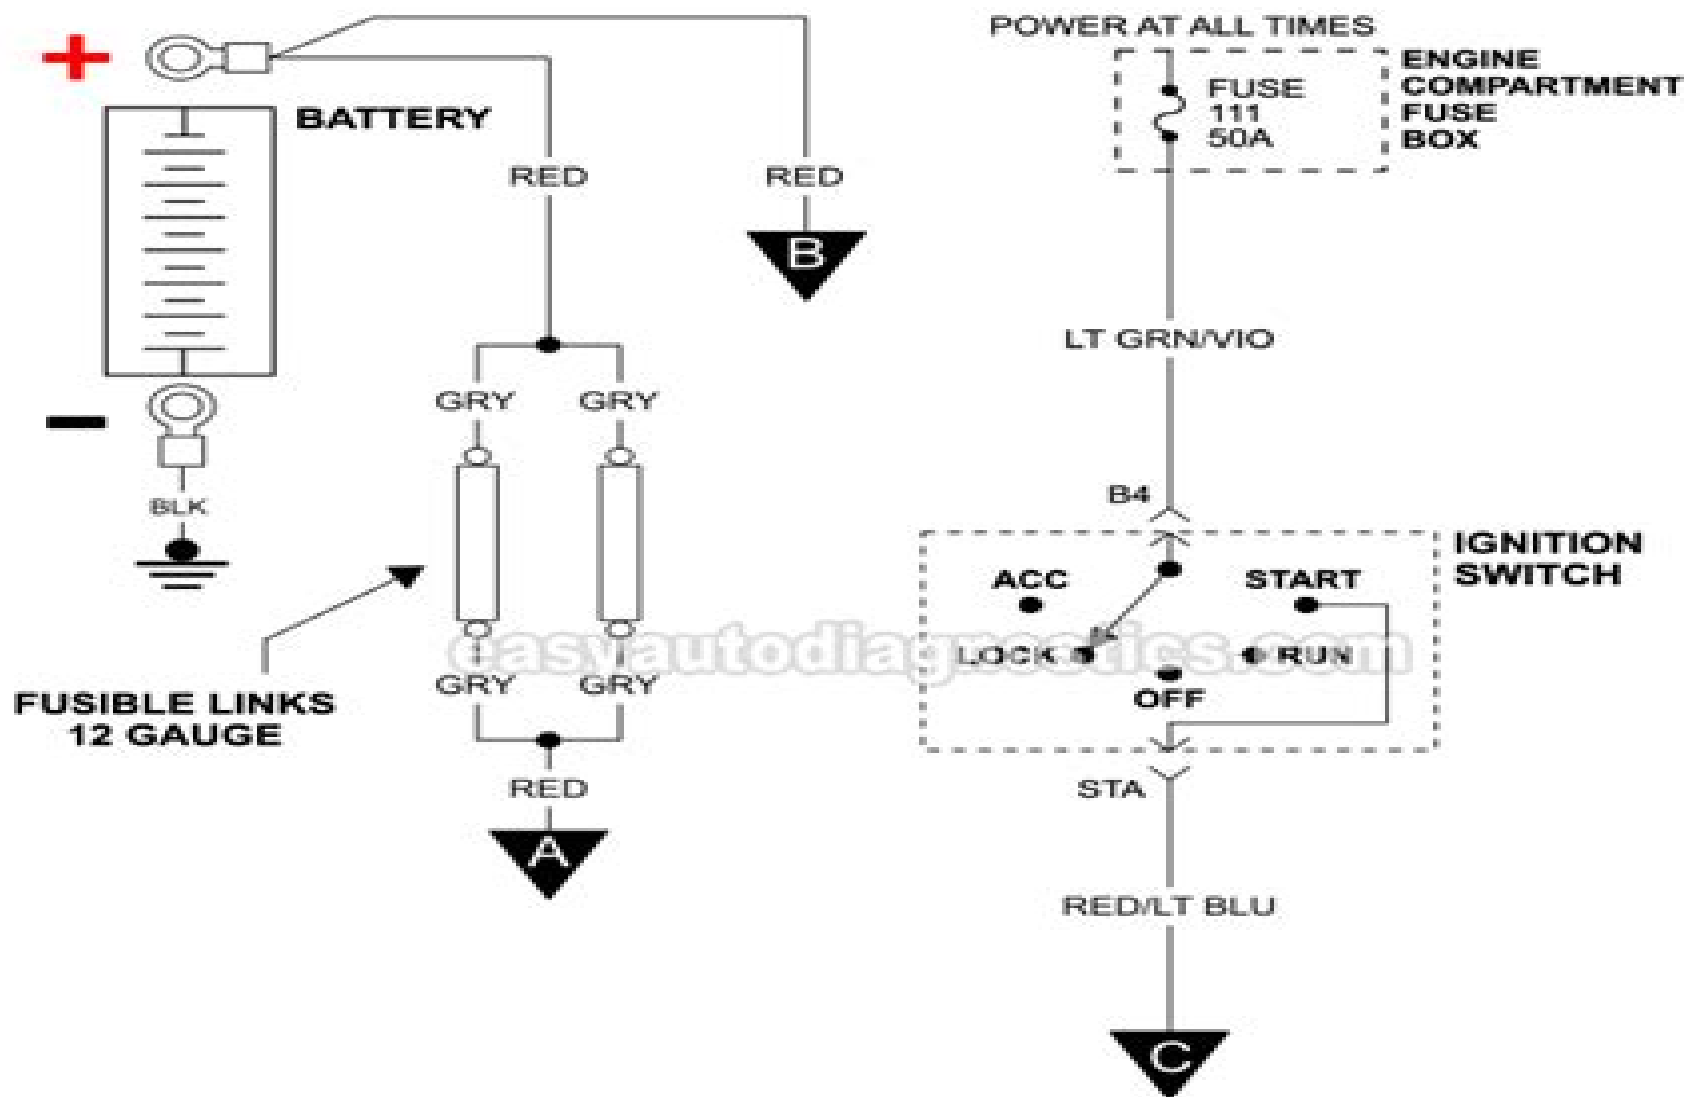 +
BATTERY
RED
RED
B
GRY
GRY
-
BLK
GRY
GRY
FUSIBLE LINKS
12 GAUGE
RED
A
POWER AT ALL TIMES
FUSE
111
50A
ENGINE
COMPARTMENT
FUSE
BOX
LT GRN/VIO
B4
IGNITION
SWITCH
ACC
START
LOCK
RUN
OFF
easyautodiagnostics.com
STA
RED/LT BLU
C